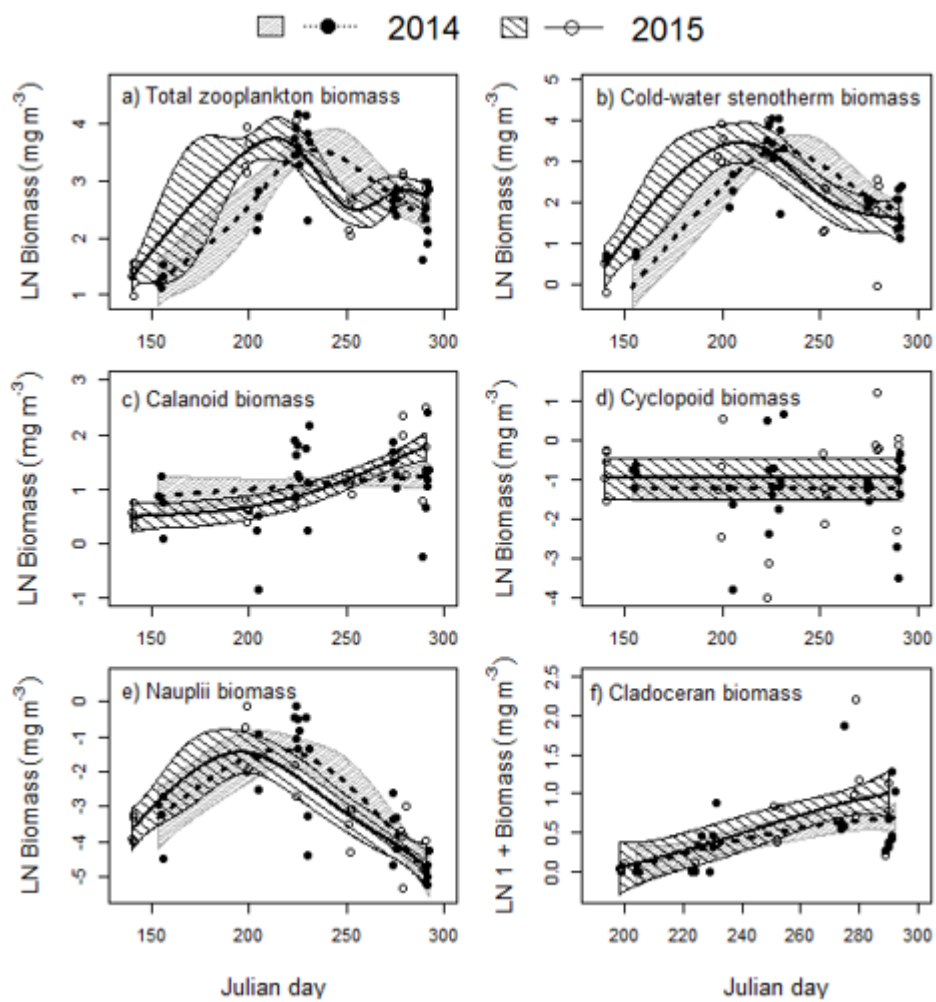 2014 2015
a) Total zooplankton biomass
LN Biomass (mg m⁻³)
4
3
2
1
150 200 250 300
b) Cold-water stenotherm biomass
LN Biomass (mg m⁻³)
5
4
3
2
1
0
150 200 250 300
c) Calanoid biomass
LN Biomass (mg m⁻³)
3
2
1
0
-1
150 200 250 300
d) Cyclopoid biomass
LN Biomass (mg m⁻³)
1
0
-1
-2
-3
-4
150 200 250 300
e) Nauplii biomass
LN Biomass (mg m⁻³)
0
-1
-2
-3
-4
-5
150 200 250 300
Julian day
f) Cladoceran biomass
LN 1 + Biomass (mg m⁻³)
2.5
2.0
1.5
1.0
0.5
0.0
200 220 240 260 280 300
Julian day